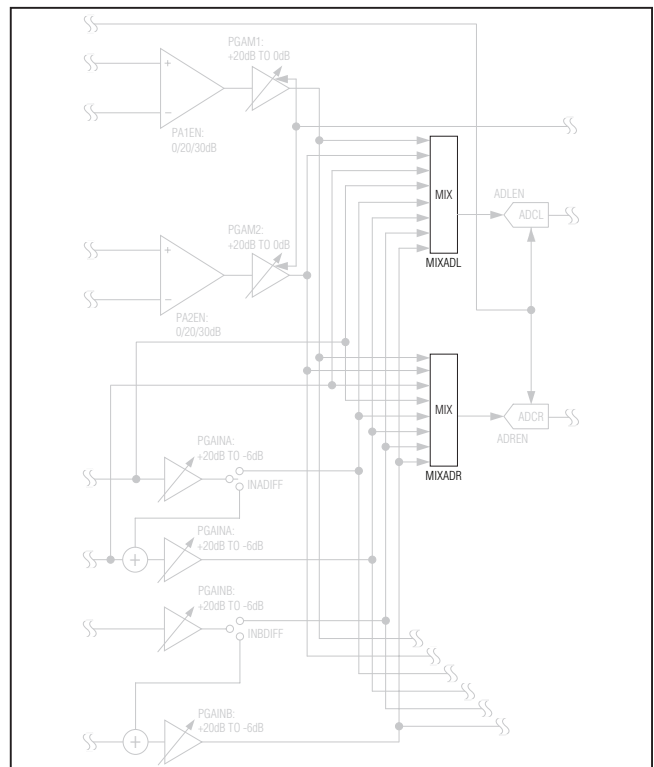 PGAM1:
+20dB TO 0dB
+
−
PA1EN:
0/20/30dB
MIX
MIXADL
ADLEN
ADCL
PGAM2:
+20dB TO 0dB
+
−
PA2EN:
0/20/30dB
MIX
MIXADR
ADCR
ADREN
PGAINA:
+20dB TO -6dB
INADIFF
+
PGAINA:
+20dB TO -6dB
PGAINB:
+20dB TO -6dB
INBDIFF
+
PGAINB:
+20dB TO -6dB